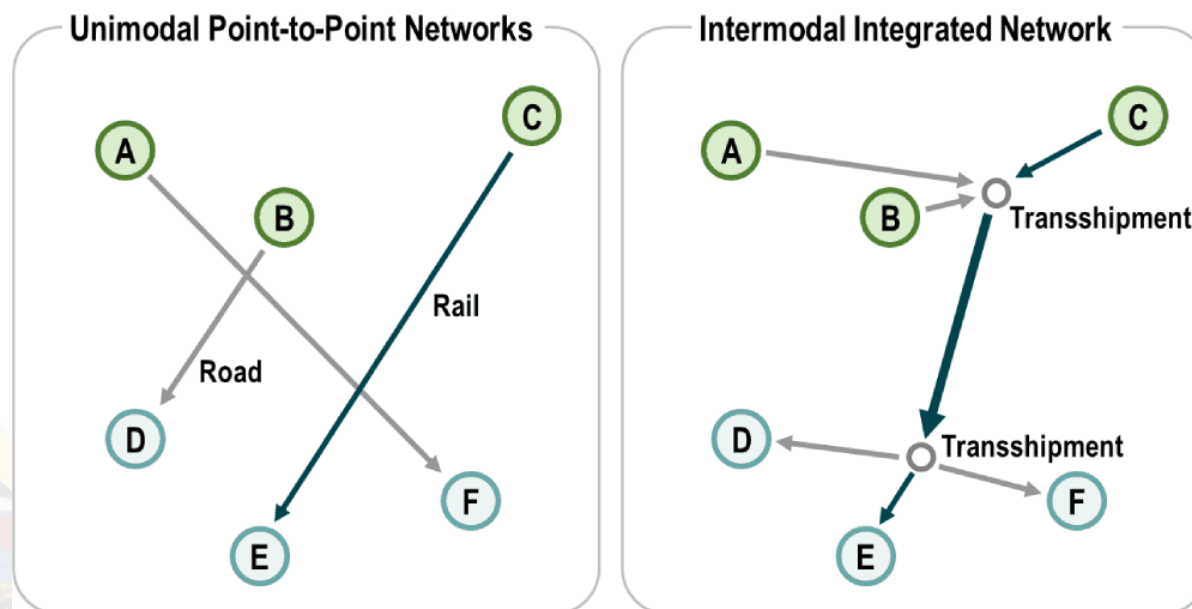 Unimodal Point-to-Point Networks
A
B
C
Rail
Road
D
E
F
Intermodal Integrated Network
A
B
C
Transshipment
D
Transshipment
E
F